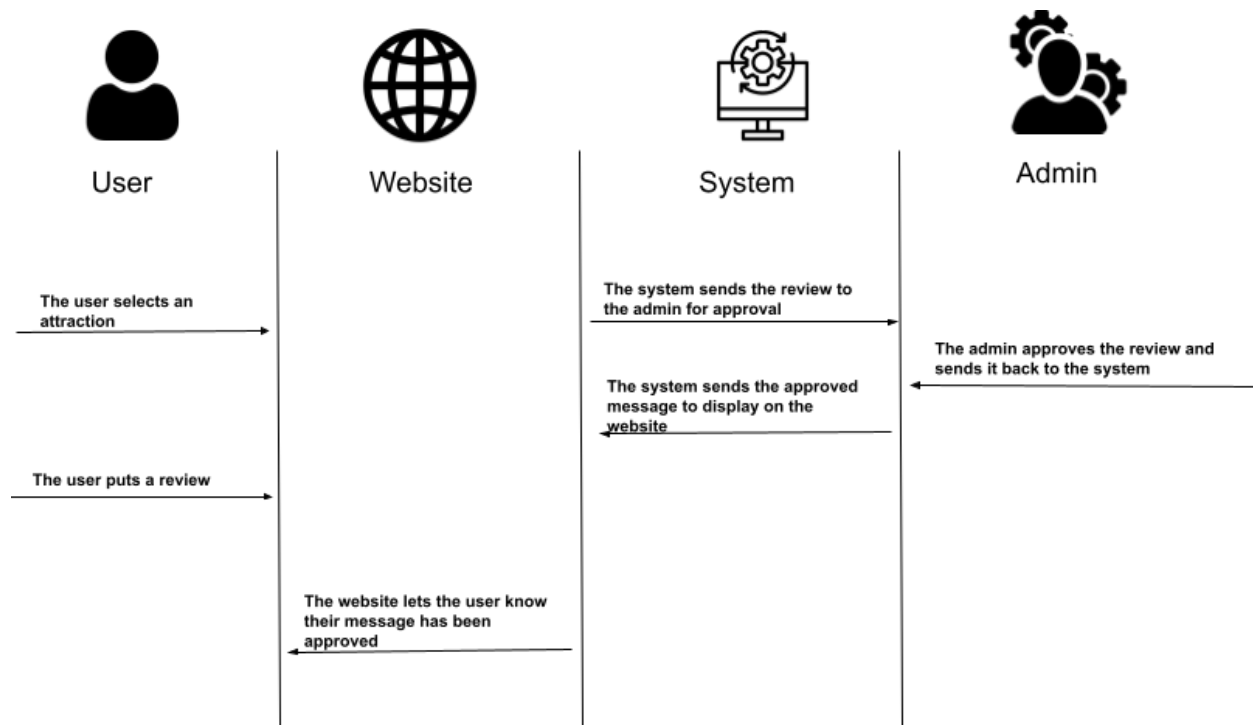 User
Website
System
Admin
The user selects an
attraction
The system sends the review to
the admin for approval
The admin approves the review and
sends it back to the system
The system sends the approved
message to display on the
website
The user puts a review
The website lets the user know
their message has been
approved